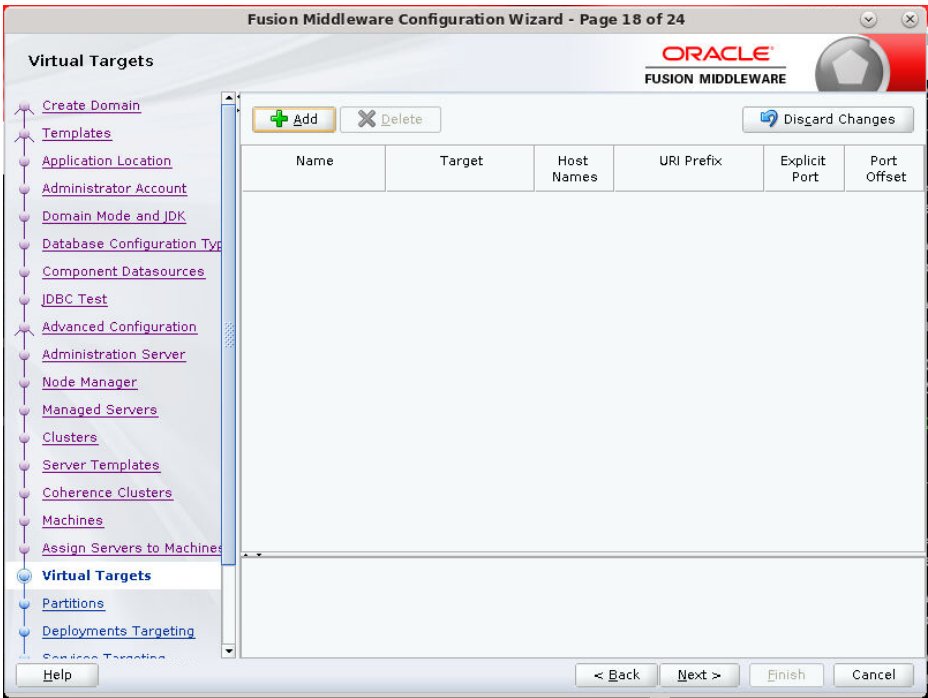 Fusion Middleware Configuration Wizard - Page 18 of 24
Virtual Targets
ORACLE
FUSION MIDDLEWARE
Create Domain
Templates
Application Location
Administrator Account
Domain Mode and JDK
Database Configuration Typ
Component Datasources
JDBC Test
Advanced Configuration
Administration Server
Node Manager
Managed Servers
Clusters
Server Templates
Coherence Clusters
Machines
Assign Servers to Machines
Virtual Targets
Partitions
Deployments Targeting
Services Targeting
Add
Delete
Discard Changes
Name
Target
Host
Names
URI Prefix
Explicit
Port
Port
Offset
Help
< Back
Next >
Finish
Cancel